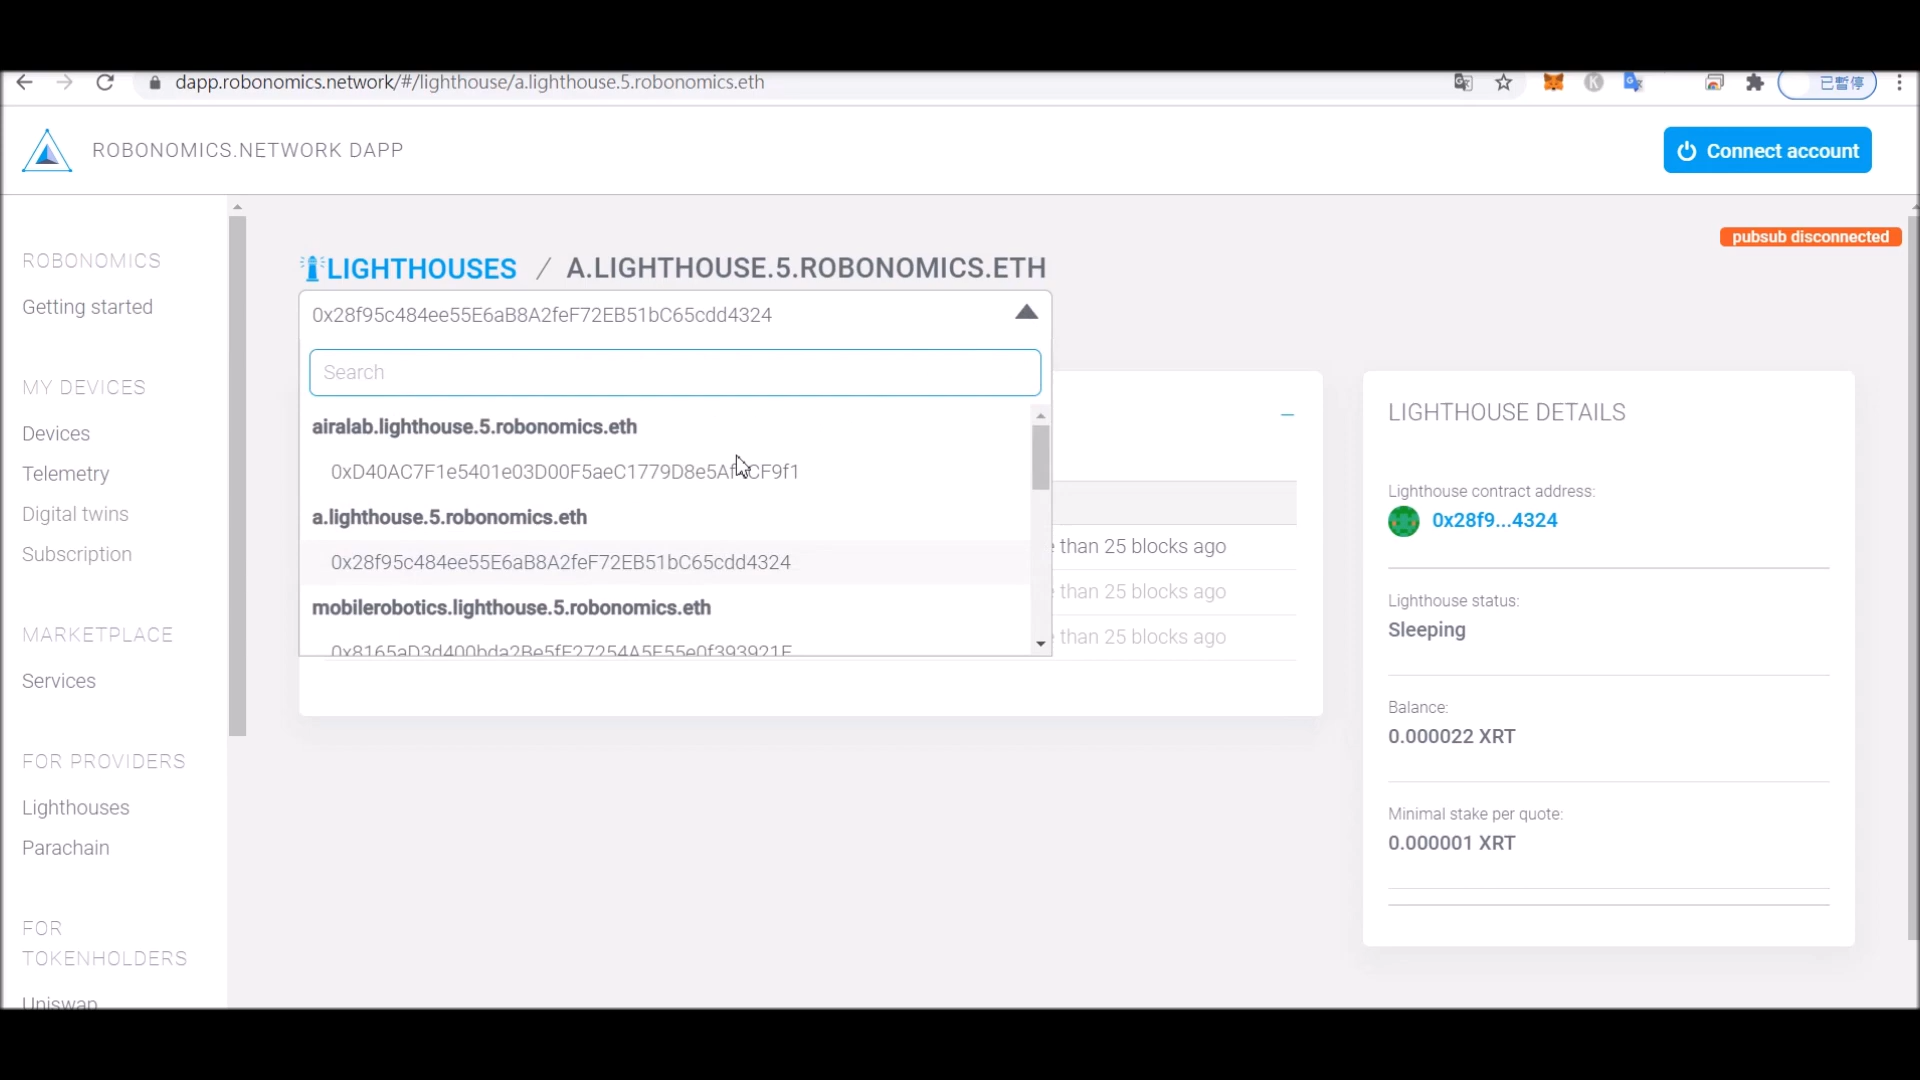 dapp.robonomics.network/#/lighthouse/a.lighthouse.5.robonomics.eth
已暫停
ROBONOMICS.NETWORK DAPP
Connect account
pubsub disconnected
ROBONOMICS
Getting started
MY DEVICES
Devices
Telemetry
Digital twins
Subscription
MARKETPLACE
Services
FOR PROVIDERS
Lighthouses
Parachain
FOR
TOKENHOLDERS
Uniswap
LIGHTHOUSES / A.LIGHTHOUSE.5.ROBONOMICS.ETH
0x28f95c484ee55E6aB8A2feF72EB51bC65cdd4324
Search
airalab.lighthouse.5.robonomics.eth
a.lighthouse.5.robonomics.eth
0x28f95c484ee55E6aB8A2feF72EB51bC65cdd4324
mobilerobotics.lighthouse.5.robonomics.eth
than 25 blocks ago
than 25 blocks ago
than 25 blocks ago
LIGHTHOUSE DETAILS
Lighthouse contract address:
0x28f9...4324
Lighthouse status:
Sleeping
Balance:
0.000022 XRT
Minimal stake per quote:
0.000001 XRT